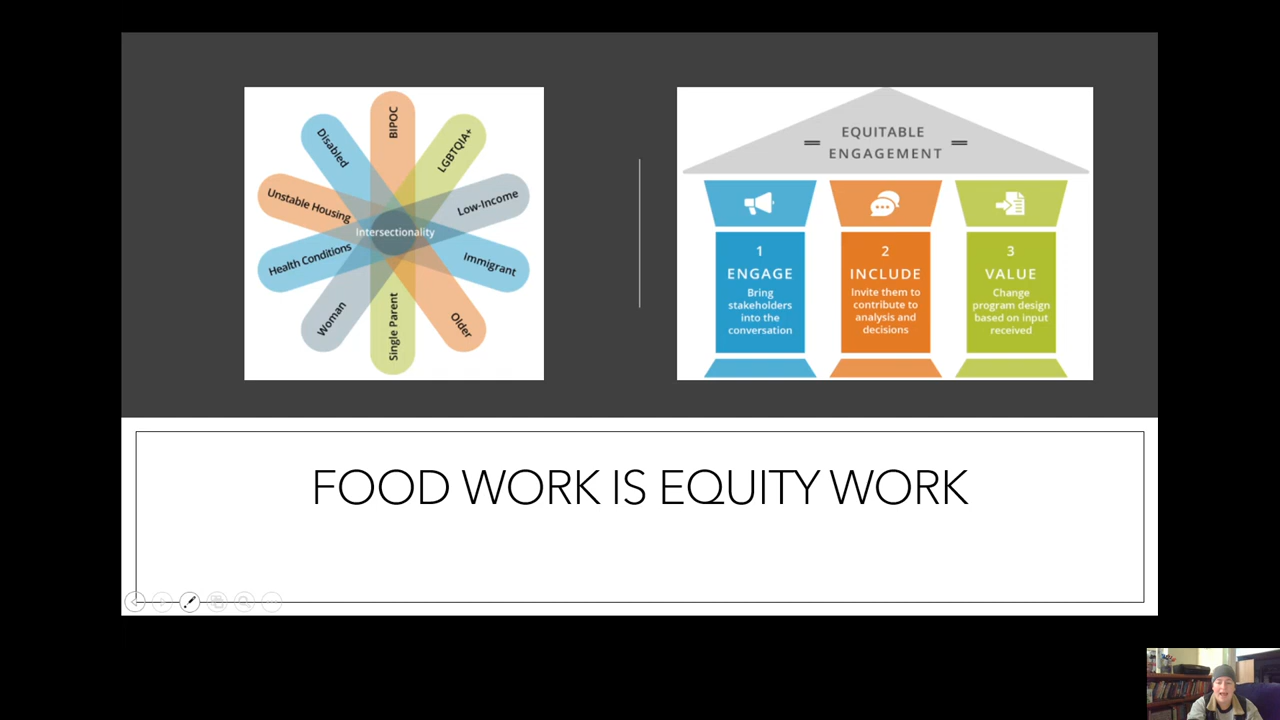 BIPOC
LGBTQIA+
Low-Income
Immigrant
Older
Single Parent
Woman
Health Conditions
Unstable Housing
Disabled
Intersectionality
EQUITABLE
ENGAGEMENT
1
ENGAGE
Bring
stakeholders
into the
conversation
2
INCLUDE
Invite them to
contribute to
analysis and
decisions
3
VALUE
Change
program design
based on input
received
FOOD WORK IS EQUITY WORK